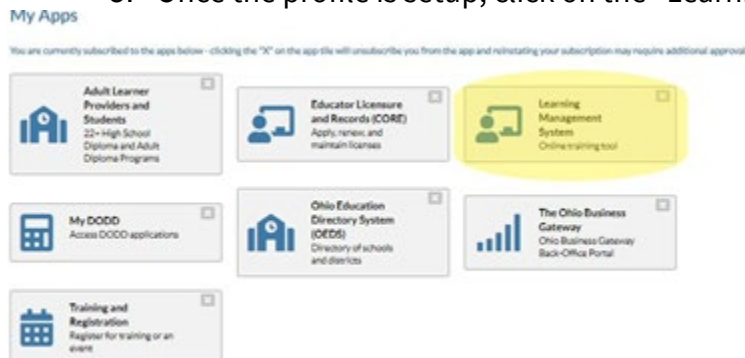 Once the profile is setup, click on the "Learn
My Apps
You are currently subscribed to the apps below - clicking the "X" on the app tile will unsubscribe you from the app and reinstating your subscription may require additional approval
Adult Learner
Providers and
Students
22+ High School
Diploma and Adult
Diploma Programs
Educator Licensure
and Records (CORE)
Apply, renew, and
maintain licenses
Learning
Management
System
Online training tool
My DODD
Access DODD applications
Ohio Education
Directory System
(OEDS)
Directory of schools
and districts
The Ohio Business
Gateway
Ohio Business Gateway
Back-Office Portal
Training and
Registration
Register for training or an
event